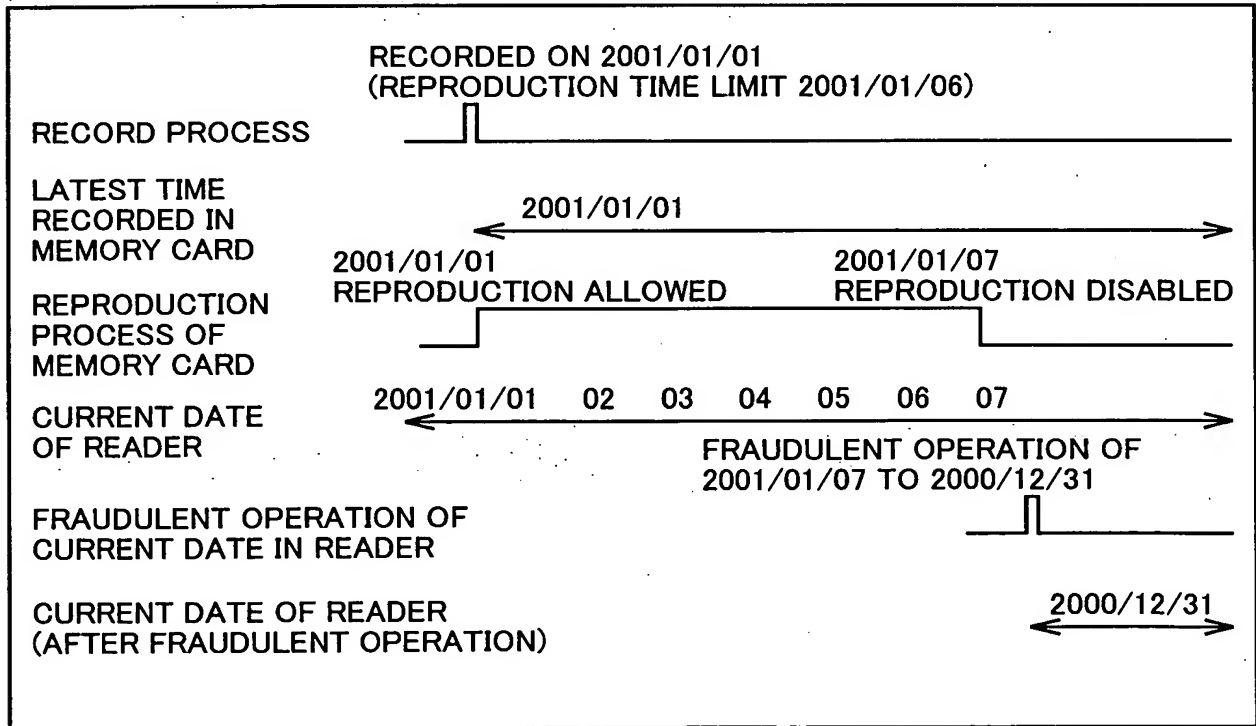 RECORDED ON 2001/01/01
(REPRODUCTION TIME LIMIT 2001/01/06)
RECORD PROCESS
LATEST TIME
RECORDED IN
MEMORY CARD
2001/01/01
2001/01/01
REPRODUCTION ALLOWED
2001/01/07
REPRODUCTION DISABLED
REPRODUCTION
PROCESS OF
MEMORY CARD
2001/01/01 02 03 04 05 06 07
CURRENT DATE
OF READER
FRAUDULENT OPERATION OF
2001/01/07 TO 2000/12/31
FRAUDULENT OPERATION OF
CURRENT DATE IN READER
2000/12/31
CURRENT DATE OF READER
(AFTER FRAUDULENT OPERATION)